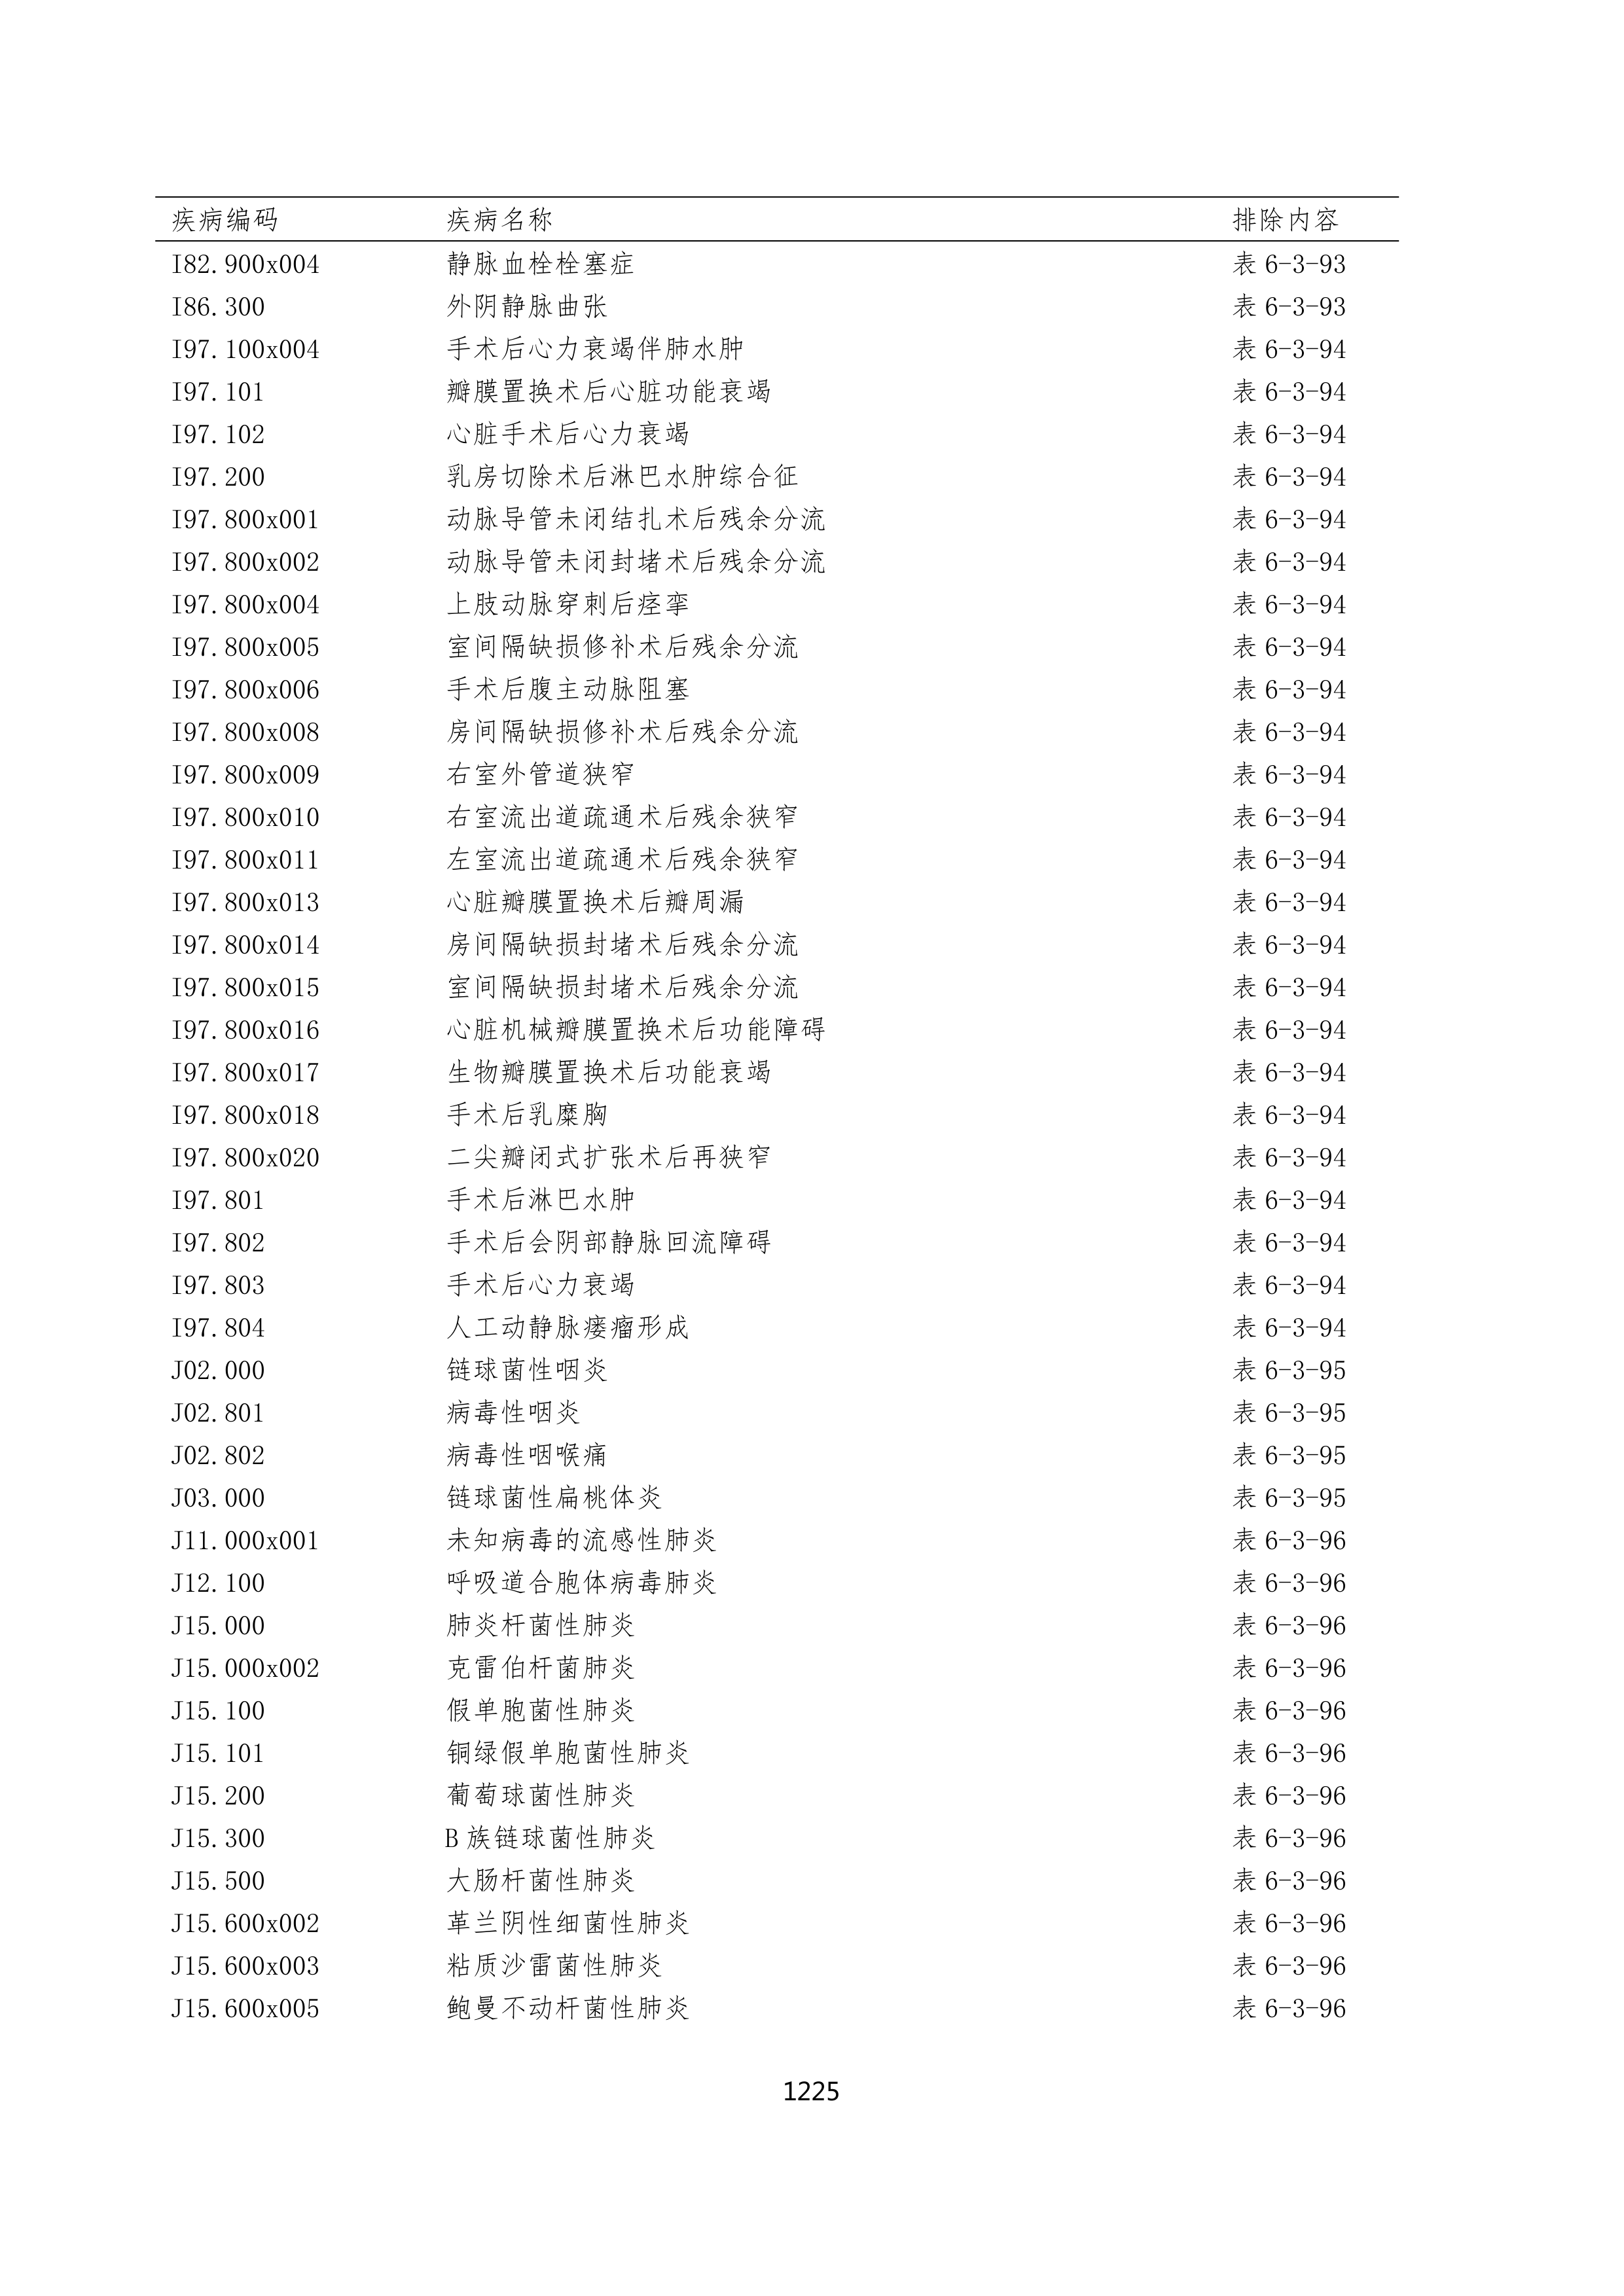 疾病编码 疾病名称 排除内容
I82.900x004 静脉血栓栓塞症 表 6-3-93
I86.300 外阴静脉曲张 表 6-3-93
I97.100x004 手术后心力衰竭伴肺水肿 表 6-3-94
I97.101 瓣膜置换术后心脏功能衰竭 表 6-3-94
I97.102 心脏手术后心力衰竭 表 6-3-94
I97.200 乳房切除术后淋巴水肿综合征 表 6-3-94
I97.800x001 动脉导管未闭结扎术后残余分流 表 6-3-94
I97.800x002 动脉导管未闭封堵术后残余分流 表 6-3-94
I97.800x004 上肢动脉穿刺后痉挛 表 6-3-94
I97.800x005 室间隔缺损修补术后残余分流 表 6-3-94
I97.800x006 手术后腹主动脉阻塞 表 6-3-94
I97.800x008 房间隔缺损修补术后残余分流 表 6-3-94
I97.800x009 右室外管道狭窄 表 6-3-94
I97.800x010 右室流出道疏通术后残余狭窄 表 6-3-94
I97.800x011 左室流出道疏通术后残余狭窄 表 6-3-94
I97.800x013 心脏瓣膜置换术后瓣周漏 表 6-3-94
I97.800x014 房间隔缺损封堵术后残余分流 表 6-3-94
I97.800x015 室间隔缺损封堵术后残余分流 表 6-3-94
I97.800x016 心脏机械瓣膜置换术后功能障碍 表 6-3-94
I97.800x017 生物瓣膜置换术后功能衰竭 表 6-3-94
I97.800x018 手术后乳糜胸 表 6-3-94
I97.800x020 二尖瓣闭式扩张术后再狭窄 表 6-3-94
I97.801 手术后淋巴水肿 表 6-3-94
I97.802 手术后会阴部静脉回流障碍 表 6-3-94
I97.803 手术后心力衰竭 表 6-3-94
I97.804 人工动静脉瘘瘤形成 表 6-3-94
J02.000 链球菌性咽炎 表 6-3-95
J02.801 病毒性咽炎 表 6-3-95
J02.802 病毒性咽喉痛 表 6-3-95
J03.000 链球菌性扁桃体炎 表 6-3-95
J11.000x001 未知病毒的流感性肺炎 表 6-3-96
J12.100 呼吸道合胞体病毒肺炎 表 6-3-96
J15.000 肺炎杆菌性肺炎 表 6-3-96
J15.000x002 克雷伯杆菌肺炎 表 6-3-96
J15.100 假单胞菌性肺炎 表 6-3-96
J15.101 铜绿假单胞菌性肺炎 表 6-3-96
J15.200 葡萄球菌性肺炎 表 6-3-96
J15.300 B 族链球菌性肺炎 表 6-3-96
J15.500 大肠杆菌性肺炎 表 6-3-96
J15.600x002 革兰阴性细菌性肺炎 表 6-3-96
J15.600x003 粘质沙雷菌性肺炎 表 6-3-96
J15.600x005 鲍曼不动杆菌性肺炎 表 6-3-96
1225